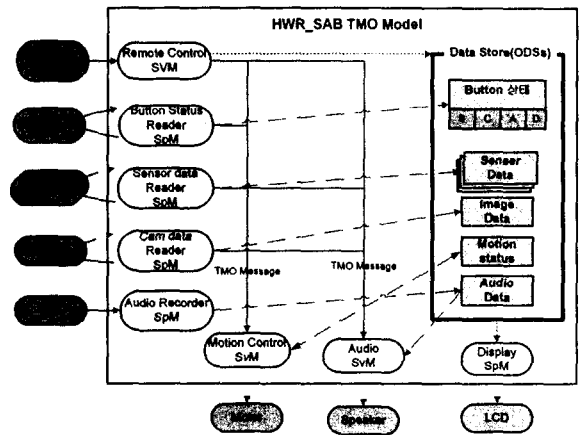 HWR_SAB TMO Model
Remote Control
SVM
Data Store(ODSs)
Button 상태
B C A D
Button Status
Reader
SpM
Sensor data
Reader
SpM
Senser
Data
Image
Data
Cam data
Reader
SpM
Motion
status
TMO Message
TMO Message
Audio Recorder
SpM
Audio
Data
Motion Control
SvM
Audio
SvM
Display
SpM
Speaker
LCD